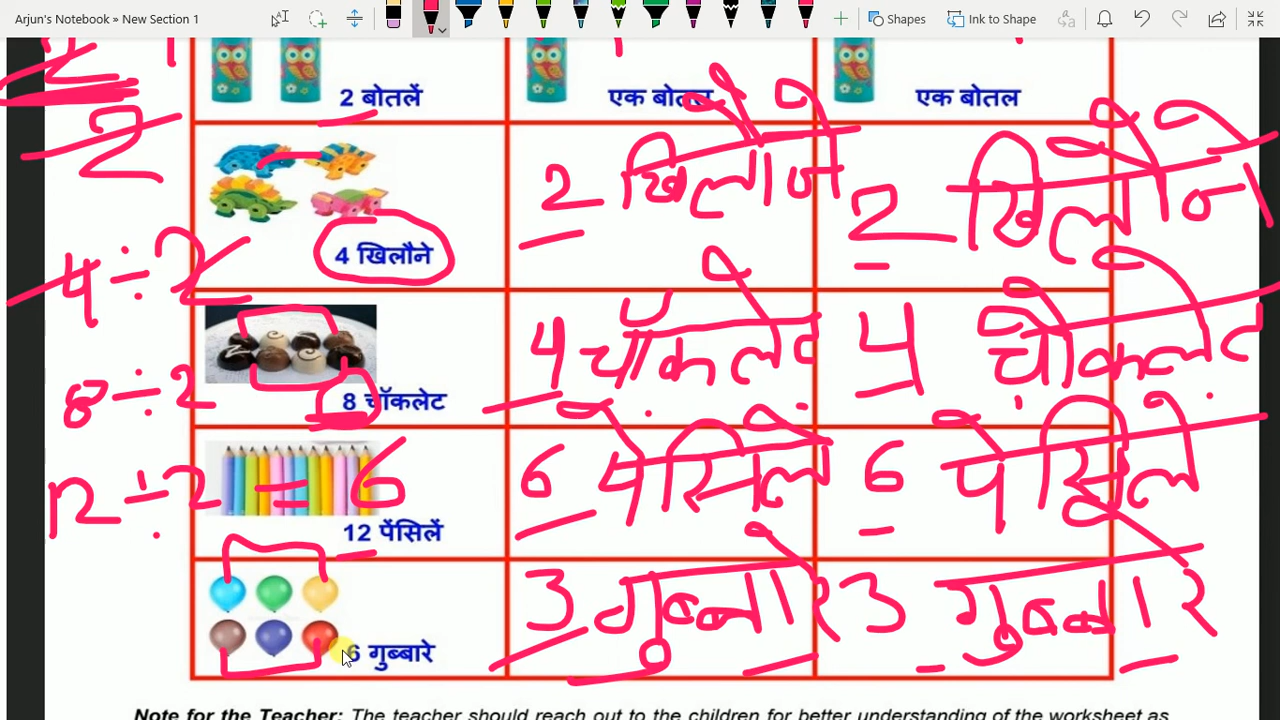 Arjun's Notebook » New Section 1
Shapes
Ink to Shape
2 बोतलें
एक बोतल
एक बोतल
2
4 खिलौने
2 खिलौने
2 खिलौने
4 ÷ 2
8 चॉकलेट
4 चॉकलेट
4 चॉकलेट
8 ÷ 2
12 ÷ 2 = 6
12 पेंसिलें
6 पेंसिलें
6 पेंसिलें
6 गुब्बारे
3 गुब्बारे
3 गुब्बारे
Note for the Teacher: The teacher should reach out to the children for better understanding of the worksheet as